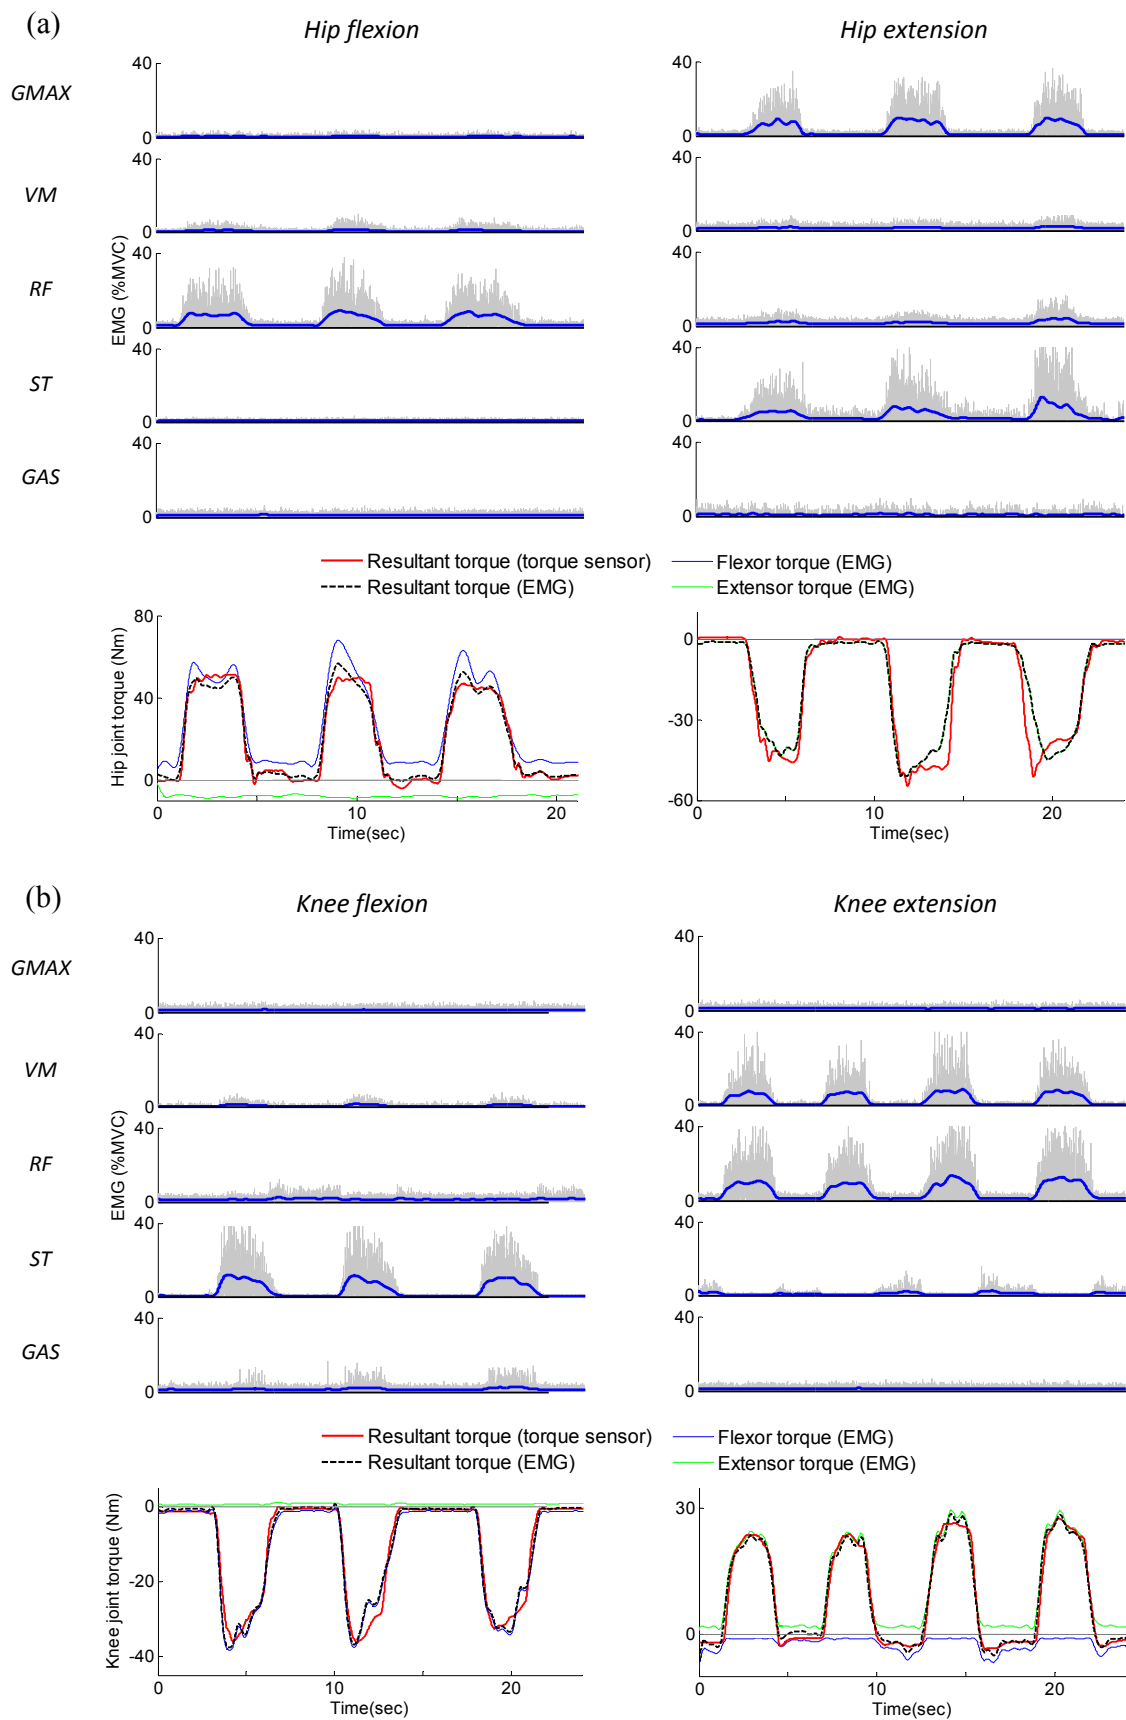 (a)
Hip flexion
Hip extension
GMAX
40
0
40
0
VM
40
0
40
0
EMG (%MVC)
RF
40
0
40
0
ST
40
0
40
0
GAS
40
0
40
0
Resultant torque (torque sensor)
Flexor torque (EMG)
Resultant torque (EMG)
Extensor torque (EMG)
Hip joint torque (Nm)
80
40
0
0
10
20
Time(sec)
0
-30
-60
0
10
20
Time(sec)
(b)
Knee flexion
Knee extension
GMAX
40
0
40
0
VM
40
0
40
0
EMG (%MVC)
RF
40
0
40
0
ST
40
0
40
0
GAS
40
0
40
0
Resultant torque (torque sensor)
Flexor torque (EMG)
Resultant torque (EMG)
Extensor torque (EMG)
Knee joint torque (Nm)
0
-20
-40
0
10
20
Time(sec)
30
0
0
10
20
Time(sec)